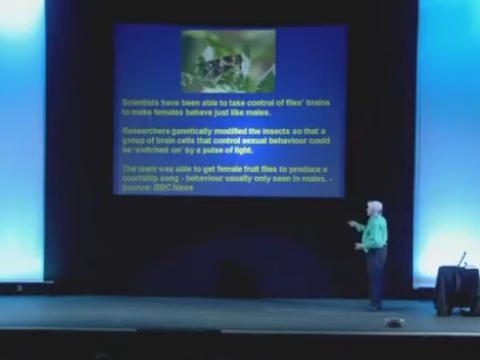 Scientists have been able to take control of flies' brains
to make females behave just like males.
Researchers genetically modified the insects so that a
group of brain cells that control sexual behaviour could
be 'switched on' by a pulse of light.
The team was able to get female fruit flies to produce a
courtship song - behaviour usually only seen in males. -
Source: BBC News